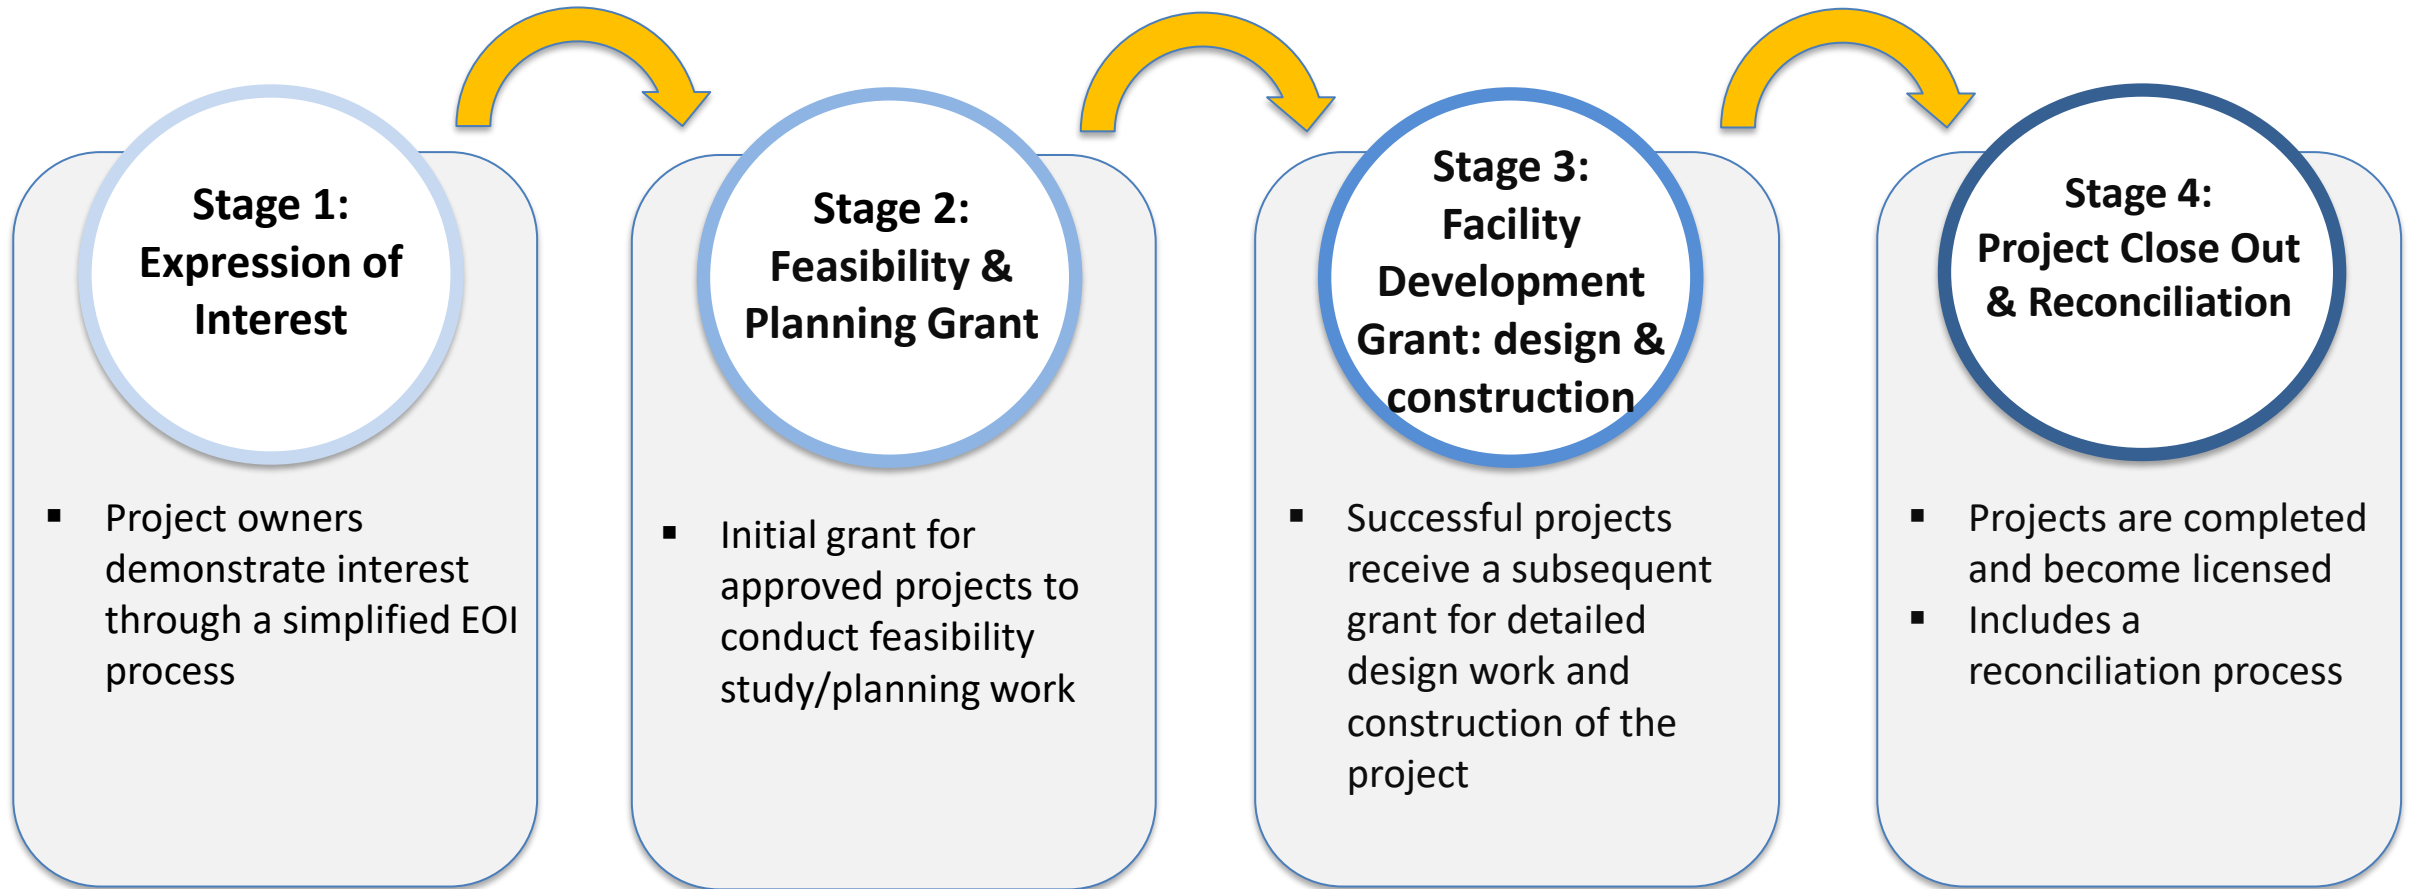 Stage 1:
Expression of
Interest
▪ Project owners
demonstrate interest
through a simplified EOI
process
Stage 2:
Feasibility &
Planning Grant
▪ Initial grant for
approved projects to
conduct feasibility
study/planning work
Stage 3:
Facility
Development
Grant: design &
construction
▪ Successful projects
receive a subsequent
grant for detailed
design work and
construction of the
project
Stage 4:
Project Close Out
& Reconciliation
▪ Projects are completed
and become licensed
▪ Includes a
reconciliation process